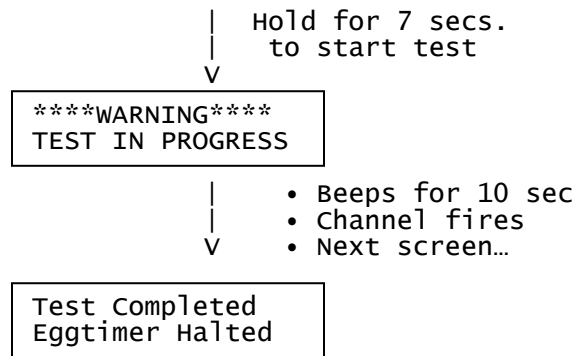 Hold for 7 secs.
to start test
****WARNING****
TEST IN PROGRESS
• Beeps for 10 sec
• Channel fires
• Next screen…
Test Completed
Eggtimer Halted